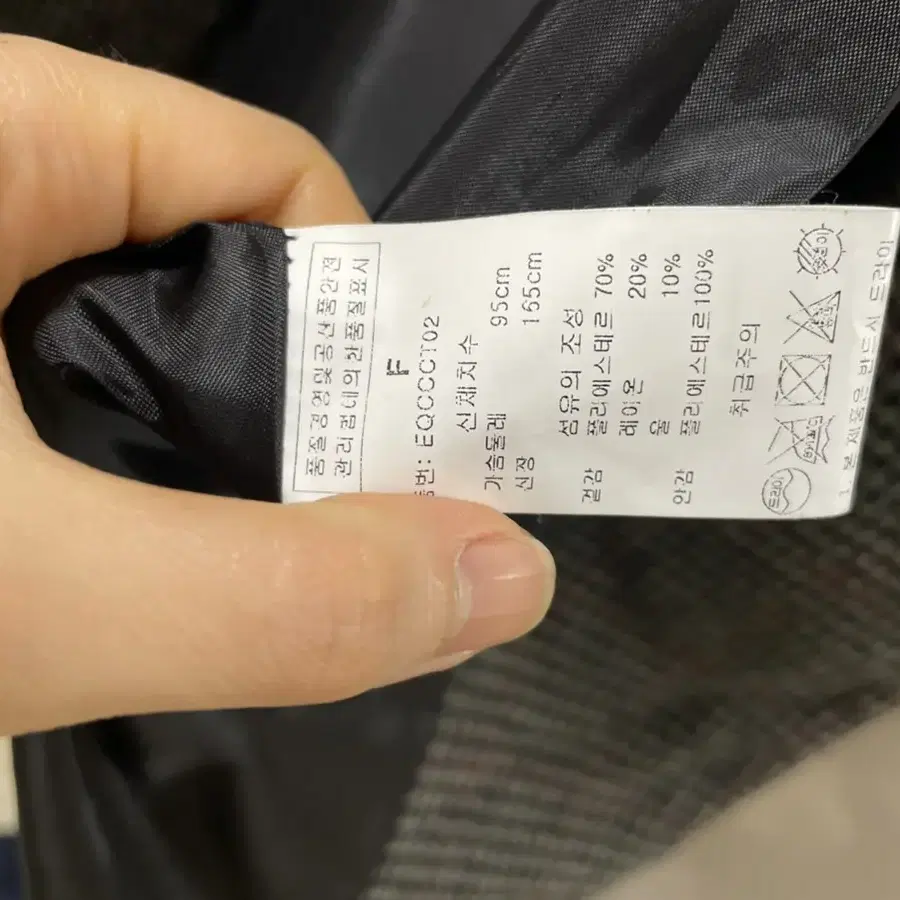 품질경영및공산품안전
관리법에의한품질표시
F
품번: EQCCCT02
신체치수
가슴둘레 95cm
신장 165cm
섬유의 조성
겉감 폴리에스테르 70%
레이온 20%
울 10%
안감 폴리에스테르100%
취급주의
드라이
1. 본 제품은 반드시 드라이